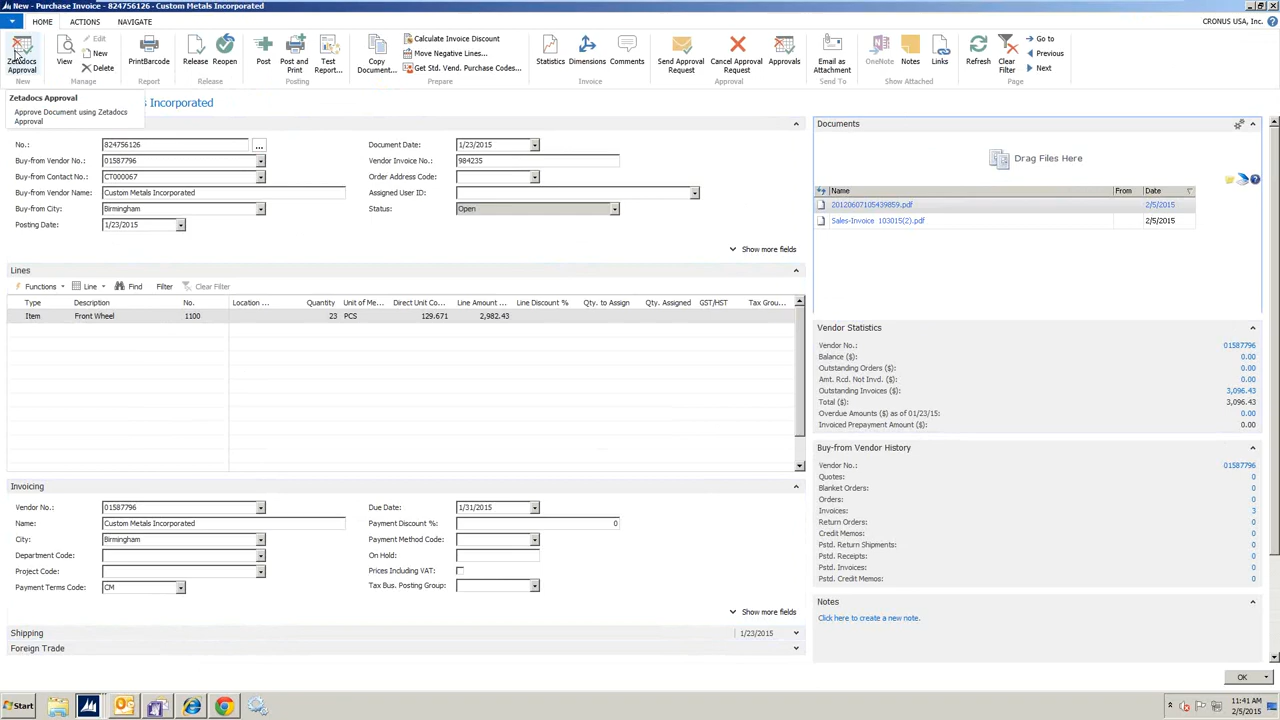 New - Purchase Invoice - 824756126 - Custom Metals Incorporated
HOME ACTIONS NAVIGATE CRONUS USA, Inc.
Zetadocs Approval View Edit New Delete PrintBarcode Release Reopen Post Post and Print Test Report... Copy Document... Calculate Invoice Discount Move Negative Lines... Get Std. Vend. Purchase Codes... Statistics Dimensions Comments Send Approval Request Cancel Approval Request Approvals Email as Attachment OneNote Notes Links Refresh Clear Filter Go to Previous Next
New Manage Report Release Posting Prepare Invoice Approval Send To Show Attached Page
Zetadocs Approval
Approve Document using Zetadocs
Approval
Incorporated
No.: 824756126 ... Document Date: 1/23/2015
Buy-from Vendor No.: 01587796 Vendor Invoice No.: 984235
Buy-from Contact No.: CT000067 Order Address Code:
Buy-from Vendor Name: Custom Metals Incorporated Assigned User ID:
Buy-from City: Birmingham Status: Open
Posting Date: 1/23/2015
Show more fields
Lines
Functions Line Find Filter Clear Filter
Type Description No. Location ... Quantity Unit of Me... Direct Unit Co... Line Amount ... Line Discount % Qty. to Assign Qty. Assigned GST/HST Tax Grou...
Item Front Wheel 1100 23 PCS 129.671 2,982.43
Invoicing
Vendor No.: 01587796 Due Date: 1/31/2015
Name: Custom Metals Incorporated Payment Discount %: 0
City: Birmingham Payment Method Code:
Department Code: On Hold:
Project Code: Prices Including VAT:
Payment Terms Code: CM Tax Bus. Posting Group:
Show more fields
Shipping 1/23/2015
Foreign Trade
Documents
Drag Files Here
Name From Date
20120607105439859.pdf 2/5/2015
Sales-Invoice 103015(2).pdf 2/5/2015
Vendor Statistics
Vendor No.: 01587796
Balance ($): 0.00
Outstanding Orders ($): 0.00
Amt. Rcd. Not Invd. ($): 0.00
Outstanding Invoices ($): 3,096.43
Total ($): 3,096.43
Overdue Amounts ($) as of 01/23/15: 0.00
Invoiced Prepayment Amount ($): 0.00
Buy-from Vendor History
Vendor No.: 01587796
Quotes: 0
Blanket Orders: 0
Orders: 0
Invoices: 3
Return Orders: 0
Credit Memos: 0
Pstd. Return Shipments: 0
Pstd. Receipts: 0
Pstd. Invoices: 0
Pstd. Credit Memos: 0
Notes
Click here to create a new note.
OK
Start 11:41 AM
2/5/2015